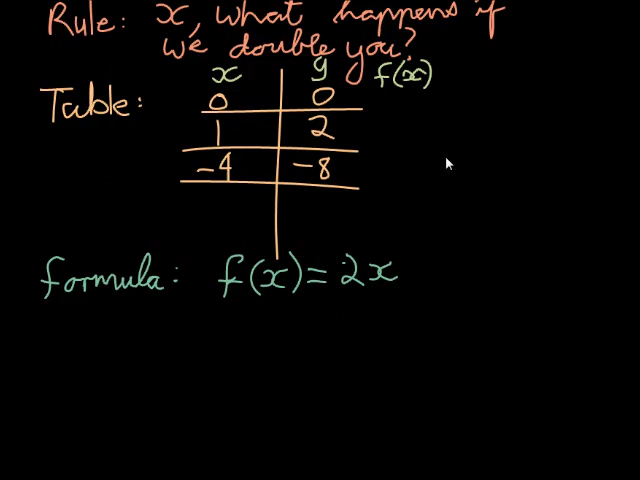 Rule: x, what happens if
we double you?
x y f(x)
Table: 0 0
1 2
-4 -8
formula: f(x) = 2x